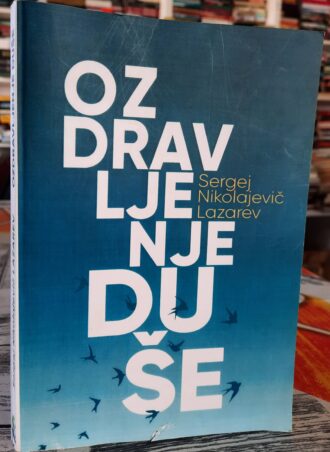 OZ
DRAV
LJE
NJE
DU
ŠE
Sergej
Nikolajevič
Lazarev